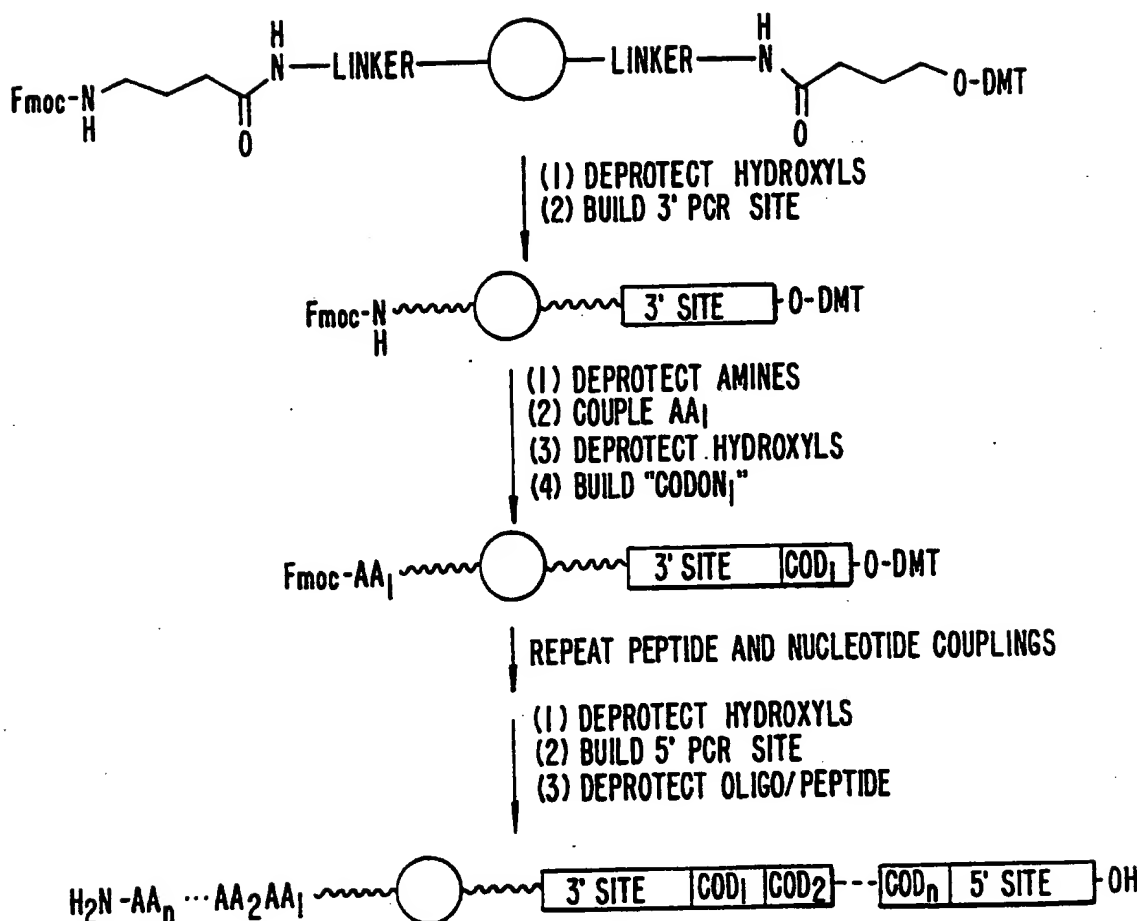 H
Fmoc-N
H
N—LINKER
O
LINKER—N
H
O
O-DMT
(1) DEPROTECT HYDROXYLS
(2) BUILD 3' PCR SITE
Fmoc-N
H
3' SITE
O-DMT
(1) DEPROTECT AMINES
(2) COUPLE AA1
(3) DEPROTECT HYDROXYLS
(4) BUILD "CODON1"
Fmoc-AA1
3' SITE
COD1
O-DMT
REPEAT PEPTIDE AND NUCLEOTIDE COUPLINGS
(1) DEPROTECT HYDROXYLS
(2) BUILD 5' PCR SITE
(3) DEPROTECT OLIGO/PEPTIDE
H2N-AAn ··· AA2AA1
3' SITE
COD1
COD2
---
CODn
5' SITE
OH